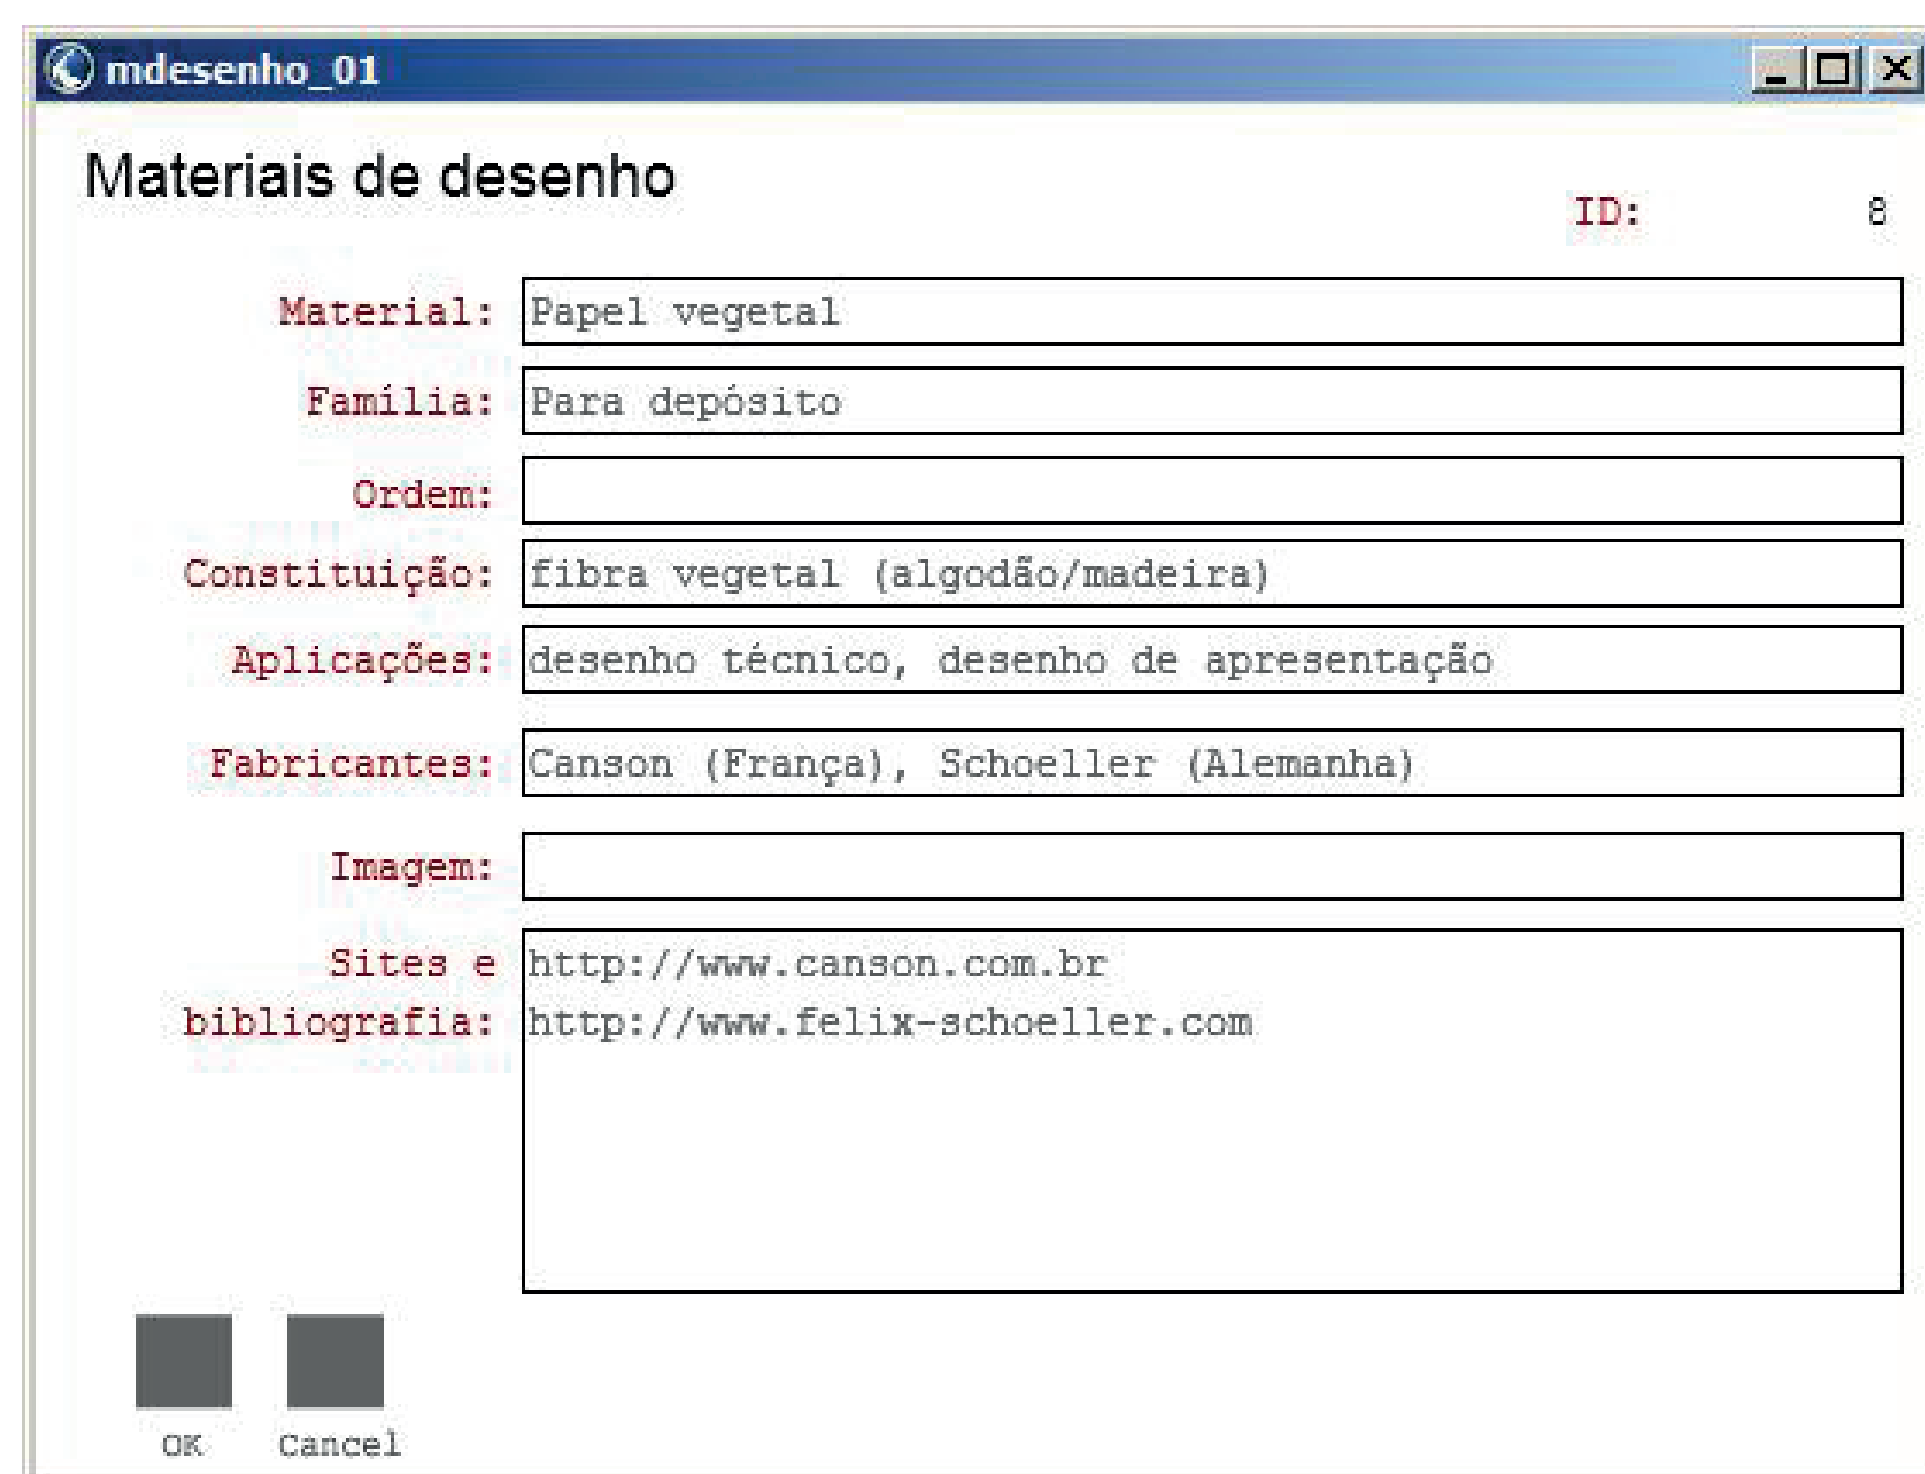 mdesenho_01
Materiais de desenho
ID: 8
Material: Papel vegetal
Família: Para depósito
Ordem:
Constituição: fibra vegetal (algodão/madeira)
Aplicações: desenho técnico, desenho de apresentação
Fabricantes: Canson (França), Schoeller (Alemanha)
Imagem:
Sites e http://www.canson.com.br
bibliografia: http://www.felix-schoeller.com
OK Cancel